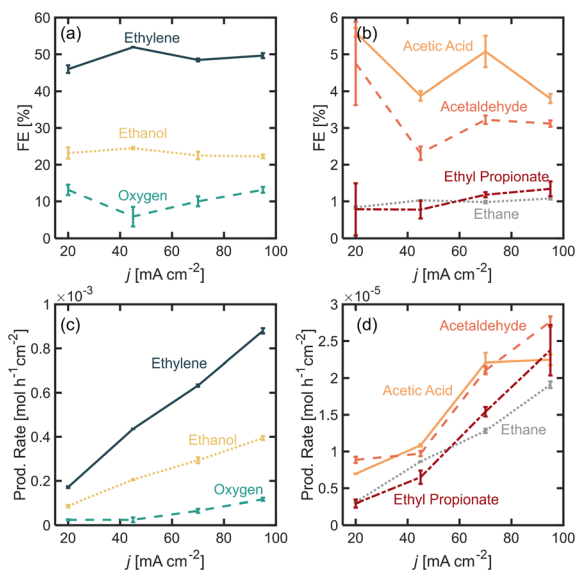 (a)
Ethylene
Ethanol
Oxygen
FE [%]
60
50
40
30
20
10
0
20 40 60 80 100
j [mA cm⁻²]
(b)
Acetic Acid
Acetaldehyde
Ethyl Propionate
Ethane
FE [%]
6
5
4
3
2
1
0
20 40 60 80 100
j [mA cm⁻²]
×10⁻³
(c)
Ethylene
Ethanol
Oxygen
Prod. Rate [mol h⁻¹ cm⁻²]
1
0.8
0.6
0.4
0.2
0
20 40 60 80 100
j [mA cm⁻²]
×10⁻⁵
(d)
Acetaldehyde
Acetic Acid
Ethane
Ethyl Propionate
Prod. Rate [mol h⁻¹ cm⁻²]
3
2.5
2
1.5
1
0.5
0
20 40 60 80 100
j [mA cm⁻²]